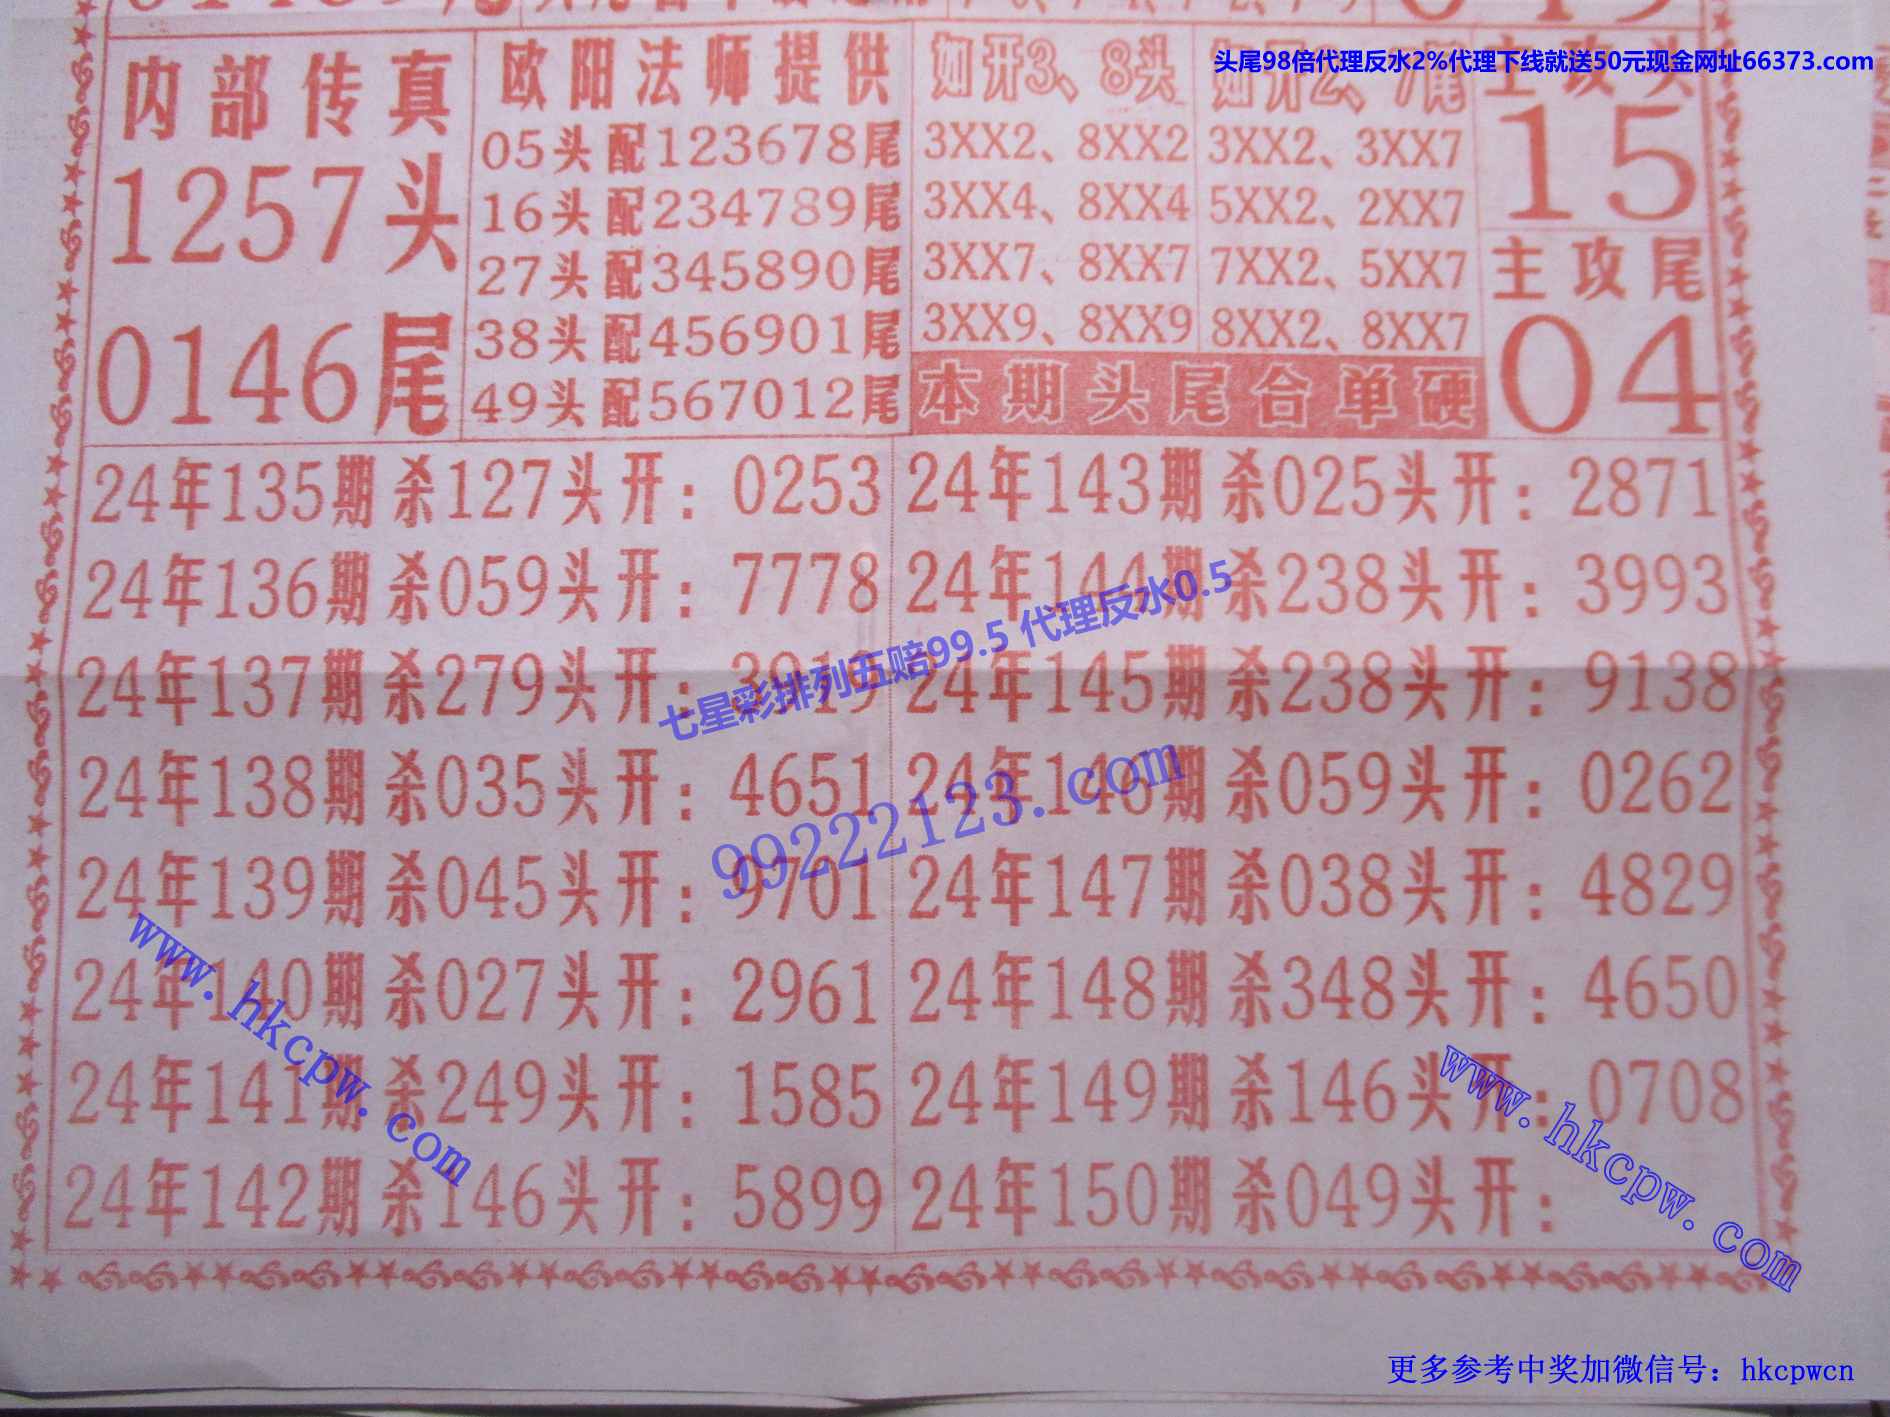 头尾98倍代理反水2%代理下线就送50元现金网址66373.com
内部传真
1257头
0146尾
欧阳法师提供
05头配123678尾
16头配234789尾
27头配345890尾
38头配456901尾
49头配567012尾
如开3、8头
3XX2、8XX2
3XX4、8XX4
3XX7、8XX7
3XX9、8XX9
如开2、7尾
3XX2、3XX7
5XX2、2XX7
7XX2、5XX7
8XX2、8XX7
本期头尾合单硬
主攻头
15
主攻尾
04
24年135期杀127头开：0253
24年136期杀059头开：7778
24年137期杀279头开：3919
24年138期杀035头开：4651
24年139期杀045头开：9701
24年140期杀027头开：2961
24年141期杀249头开：1585
24年142期杀146头开：5899
24年143期杀025头开：2871
24年144期杀238头开：3993
24年145期杀238头开：9138
24年146期杀059头开：0262
24年147期杀038头开：4829
24年148期杀348头开：4650
24年149期杀146头开：0708
24年150期杀049头开：
七星彩排列五赔99.5 代理反水0.5
99222123.com
www.hkcpw.com
www.hkcpw.com
更多参考中奖加微信号：hkcpwcn